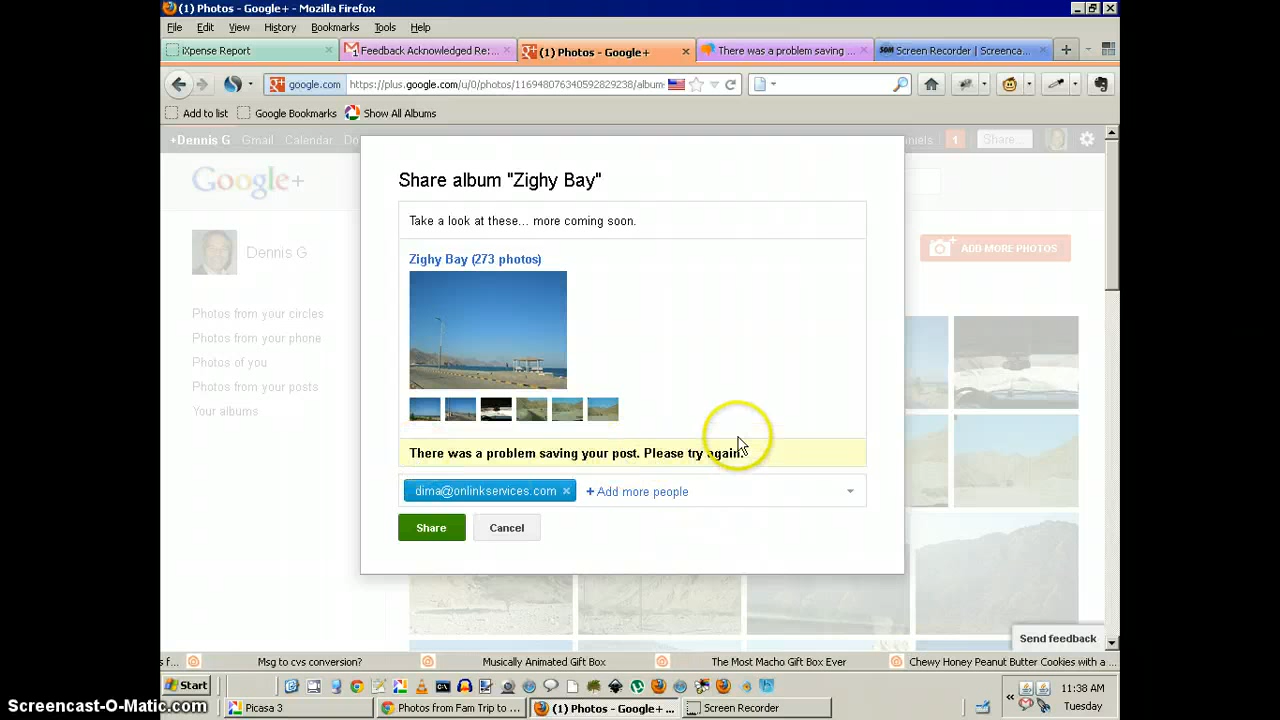 (1) Photos - Google+ - Mozilla Firefox
File Edit View History Bookmarks Tools Help
iXpense Report
Feedback Acknowledged Re:...
(1) Photos - Google+
There was a problem saving ...
Screen Recorder | Screenca...
google.com
https://plus.google.com/u/0/photos/116948076340592829238/album
Add to list
Google Bookmarks
Show All Albums
+Dennis G Gmail Calendar
1
Share...
Google+
Share album "Zighy Bay"
Take a look at these... more coming soon.
Zighy Bay (273 photos)
There was a problem saving your post. Please try again.
dima@onlinkservices.com ×
+ Add more people
Share
Cancel
Dennis G
Photos from your circles
Photos from your phone
Photos of you
Photos from your posts
Your albums
ADD MORE PHOTOS
Send feedback
Msg to cvs conversion?
Musically Animated Gift Box
The Most Macho Gift Box Ever
Chewy Honey Peanut Butter Cookies with a ...
Start
11:38 AM
Tuesday
Picasa 3
Photos from Fam Trip to ...
(1) Photos - Google+ ...
Screen Recorder
Screencast-O-Matic.com